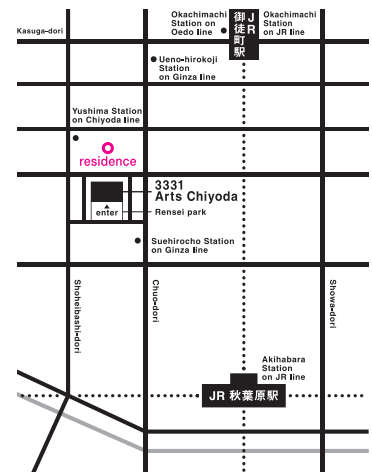 Okachimachi
Station on
Oedo line
JR
御徒町駅
Okachimachi
Station
on JR line
Kasuga-dori
Ueno-hirokoji
Station
on Ginza line
Yushima Station
on Chiyoda line
residence
3331
Arts Chiyoda
enter
Rensei park
Suehirocho Station
on Ginza line
Shoheibashi-dori
Chuo-dori
Showa-dori
Akihabara
Station
on JR line
JR 秋葉原駅